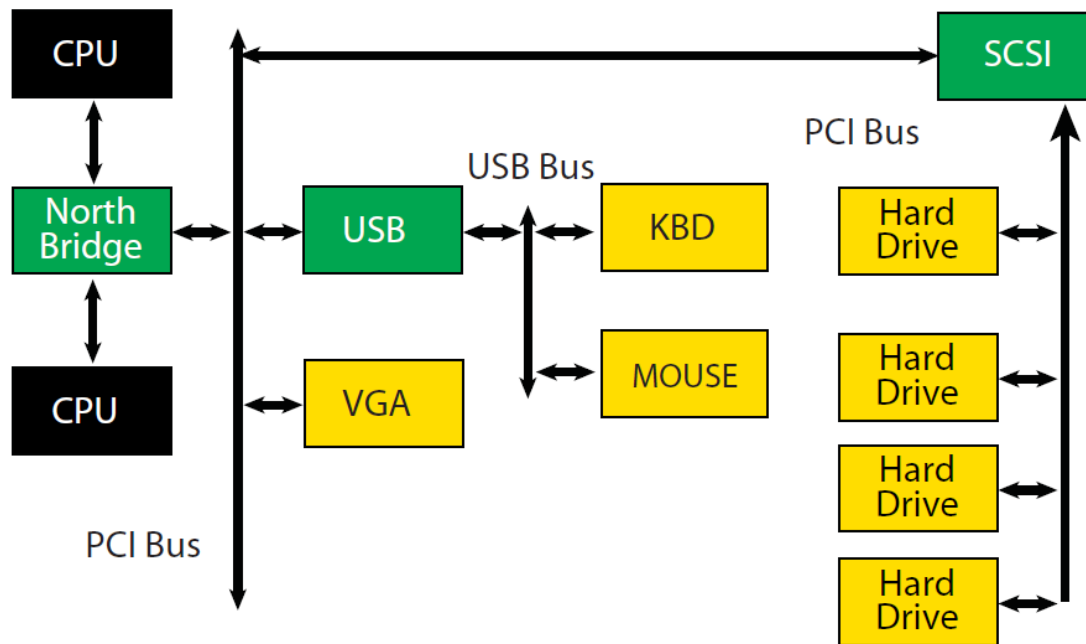 CPU
SCSI
PCI Bus
USB Bus
North
Bridge
USB
KBD
Hard
Drive
CPU
VGA
MOUSE
Hard
Drive
Hard
Drive
PCI Bus
Hard
Drive